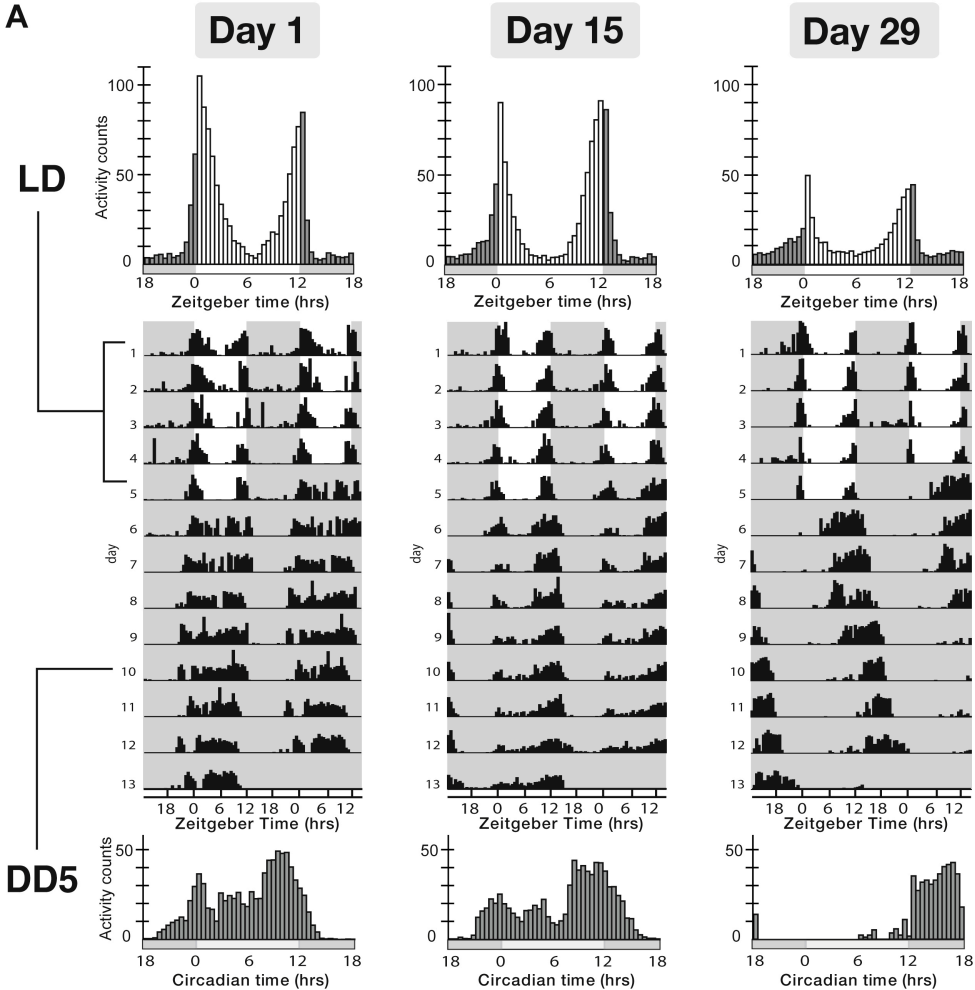 A
Day 1 Day 15 Day 29
LD
Activity counts
100 50 0
100 50 0
100 50 0
18 0 6 12 18
18 0 6 12 18
18 0 6 12 18
Zeitgeber time (hrs) Zeitgeber time (hrs) Zeitgeber time (hrs)
day
1 2 3 4 5 6 7 8 9 10 11 12 13
day
1 2 3 4 5 6 7 8 9 10 11 12 13
day
1 2 3 4 5 6 7 8 9 10 11 12 13
18 0 6 12 18 0 6 12
18 0 6 12 18 0 6 12
18 0 6 12 18 0 6 12
Zeitgeber Time (hrs) Zeitgeber Time (hrs) Zeitgeber Time (hrs)
DD5
Activity counts
50 0
50 0
50 0
18 0 6 12 18
18 0 6 12 18
18 0 6 12 18
Circadian time (hrs) Circadian time (hrs) Circadian time (hrs)